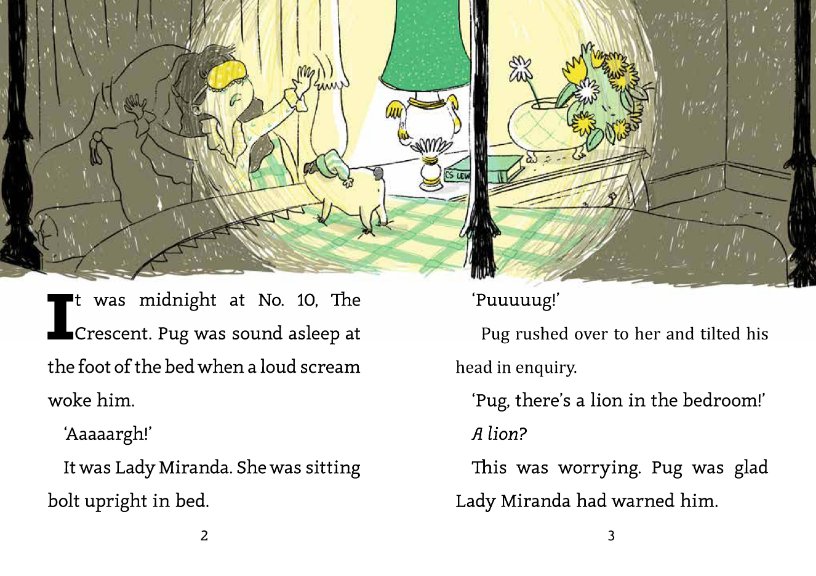 CS LEW
It was midnight at No. 10, The
Crescent. Pug was sound asleep at
the foot of the bed when a loud scream
woke him.
‘Aaaaargh!’
It was Lady Miranda. She was sitting
bolt upright in bed.
2
‘Puuuuug!’
Pug rushed over to her and tilted his
head in enquiry.
‘Pug, there’s a lion in the bedroom!’
A lion?
This was worrying. Pug was glad
Lady Miranda had warned him.
3